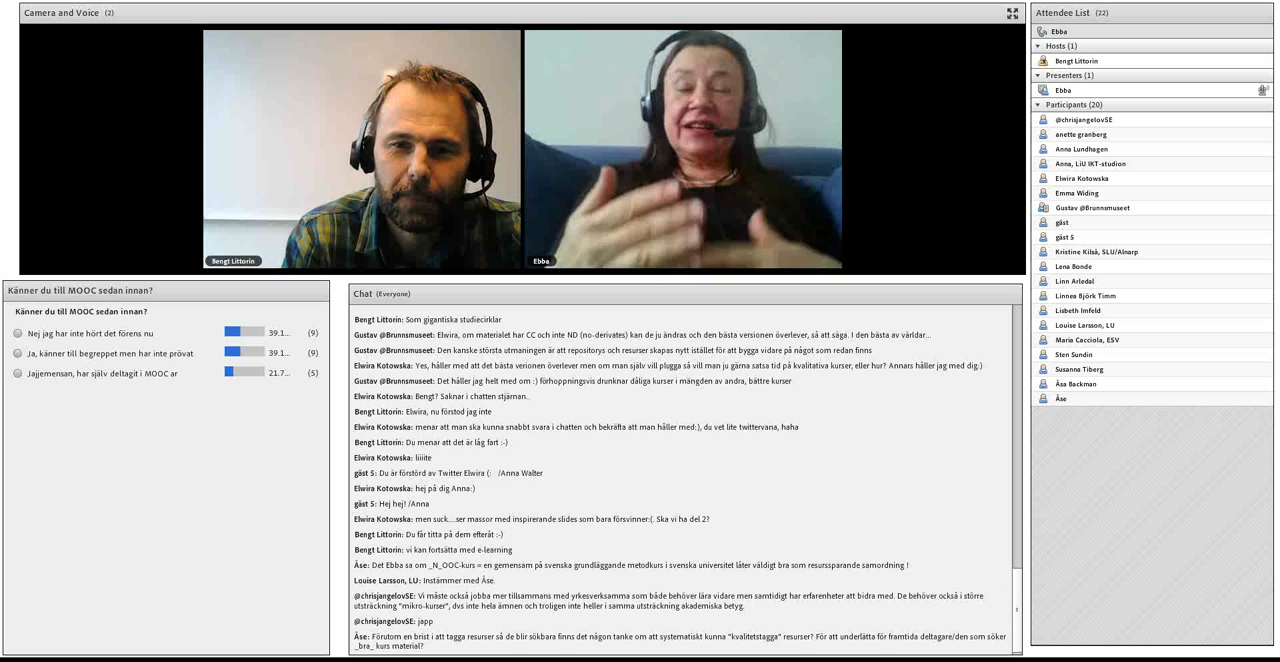 Camera and Voice (2)
Bengt Littorin
Ebba
Känner du till MOOC sedan innan?
Känner du till MOOC sedan innan?
Nej jag har inte hört det förens nu 39.1... (9)
Ja, känner till begreppet men har inte prövat 39.1... (9)
Jajjemensan, har själv deltagit i MOOC ar 21.7... (5)
Chat (Everyone)
Bengt Littorin: Som gigantiska studiecirklar
Gustav @Brunnsmuseet: Elwira, om materialet har CC och inte ND (no-derivates) kan de ju ändras och den bästa versionen överlever, så att säga. I den bästa av världar...
Gustav @Brunnsmuseet: Den kanske största utmaningen är att repositorys och resurser skapas nytt istället för att bygga vidare på något som redan finns
Elwira Kotowska: Yes, håller med att det bästa verionen överlever men om man själv vill plugga så vill man ju gärna satsa tid på kvalitativa kurser, eller hur? Annars håller jag med dig:)
Gustav @Brunnsmuseet: Det håller jag helt med om :) förhoppningsvis drunknar dåliga kurser i mängden av andra, bättre kurser
Elwira Kotowska: Bengt? Saknar i chatten stjärnan..
Bengt Littorin: Elwira, nu förstod jag inte
Elwira Kotowska: menar att man ska kunna snabbt svara i chatten och bekräfta att man håller med:), du vet lite twittervana, haha
Bengt Littorin: Du menar att det är låg fart :-)
Elwira Kotowska: liiiite
gäst 5: Du är förstörd av Twitter Elwira (: /Anna Walter
Elwira Kotowska: hej på dig Anna:)
gäst 5: Hej hej! /Anna
Elwira Kotowska: men suck....ser massor med inspirerande slides som bara försvinner:(. Ska vi ha del 2?
Bengt Littorin: Du får titta på dem efteråt :-)
Bengt Littorin: vi kan fortsätta med e-learning
Åse: Det Ebba sa om _N_OOC-kurs = en gemensam på svenska grundläggande metodkurs i svenska universitet låter väldigt bra som resurssparande samordning !
Louise Larsson, LU: Instämmer med Åse.
@chrisjangelovSE: Vi måste också jobba mer tillsammans med yrkesverksamma som både behöver lära vidare men samtidigt har erfarenheter att bidra med. De behöver också i större
utsträckning "mikro-kurser", dvs inte hela ämnen och troligen inte heller i samma utsträckning akademiska betyg.
@chrisjangelovSE: japp
Åse: Förutom en brist i att tagga resurser så de blir sökbara finns det någon tanke om att systematiskt kunna "kvalitetstagga" resurser? För att underlätta för framtida deltagare/den som söker
_bra_ kurs material?
Attendee List (22)
Ebba
Hosts (1)
Bengt Littorin
Presenters (1)
Ebba
Participants (20)
@chrisjangelovSE
anette granberg
Anna Lundhagen
Anna, LiU IKT-studion
Elwira Kotowska
Emma Widing
Gustav @Brunnsmuseet
gäst
gäst 5
Kristine Kilså, SLU/Alnarp
Lena Bonde
Linn Arledal
Linnea Björk Timm
Lisbeth Imfeld
Louise Larsson, LU
Maria Cacciola, ESV
Sten Sundin
Susanna Tiberg
Åsa Backman
Åse